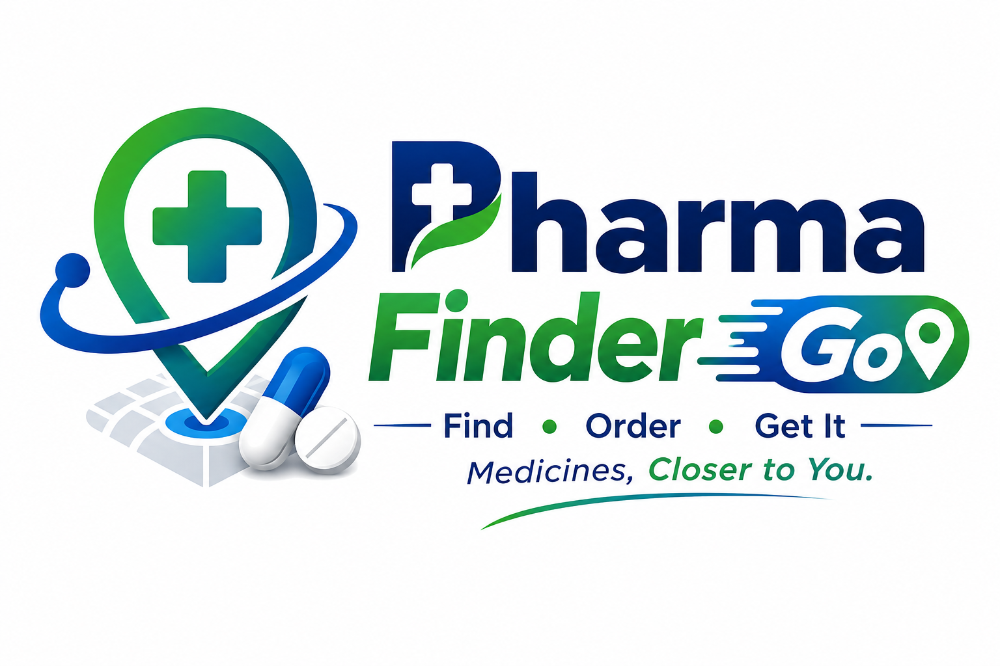 Pharma
Finder Go
Find • Order • Get It
Medicines, Closer to You.